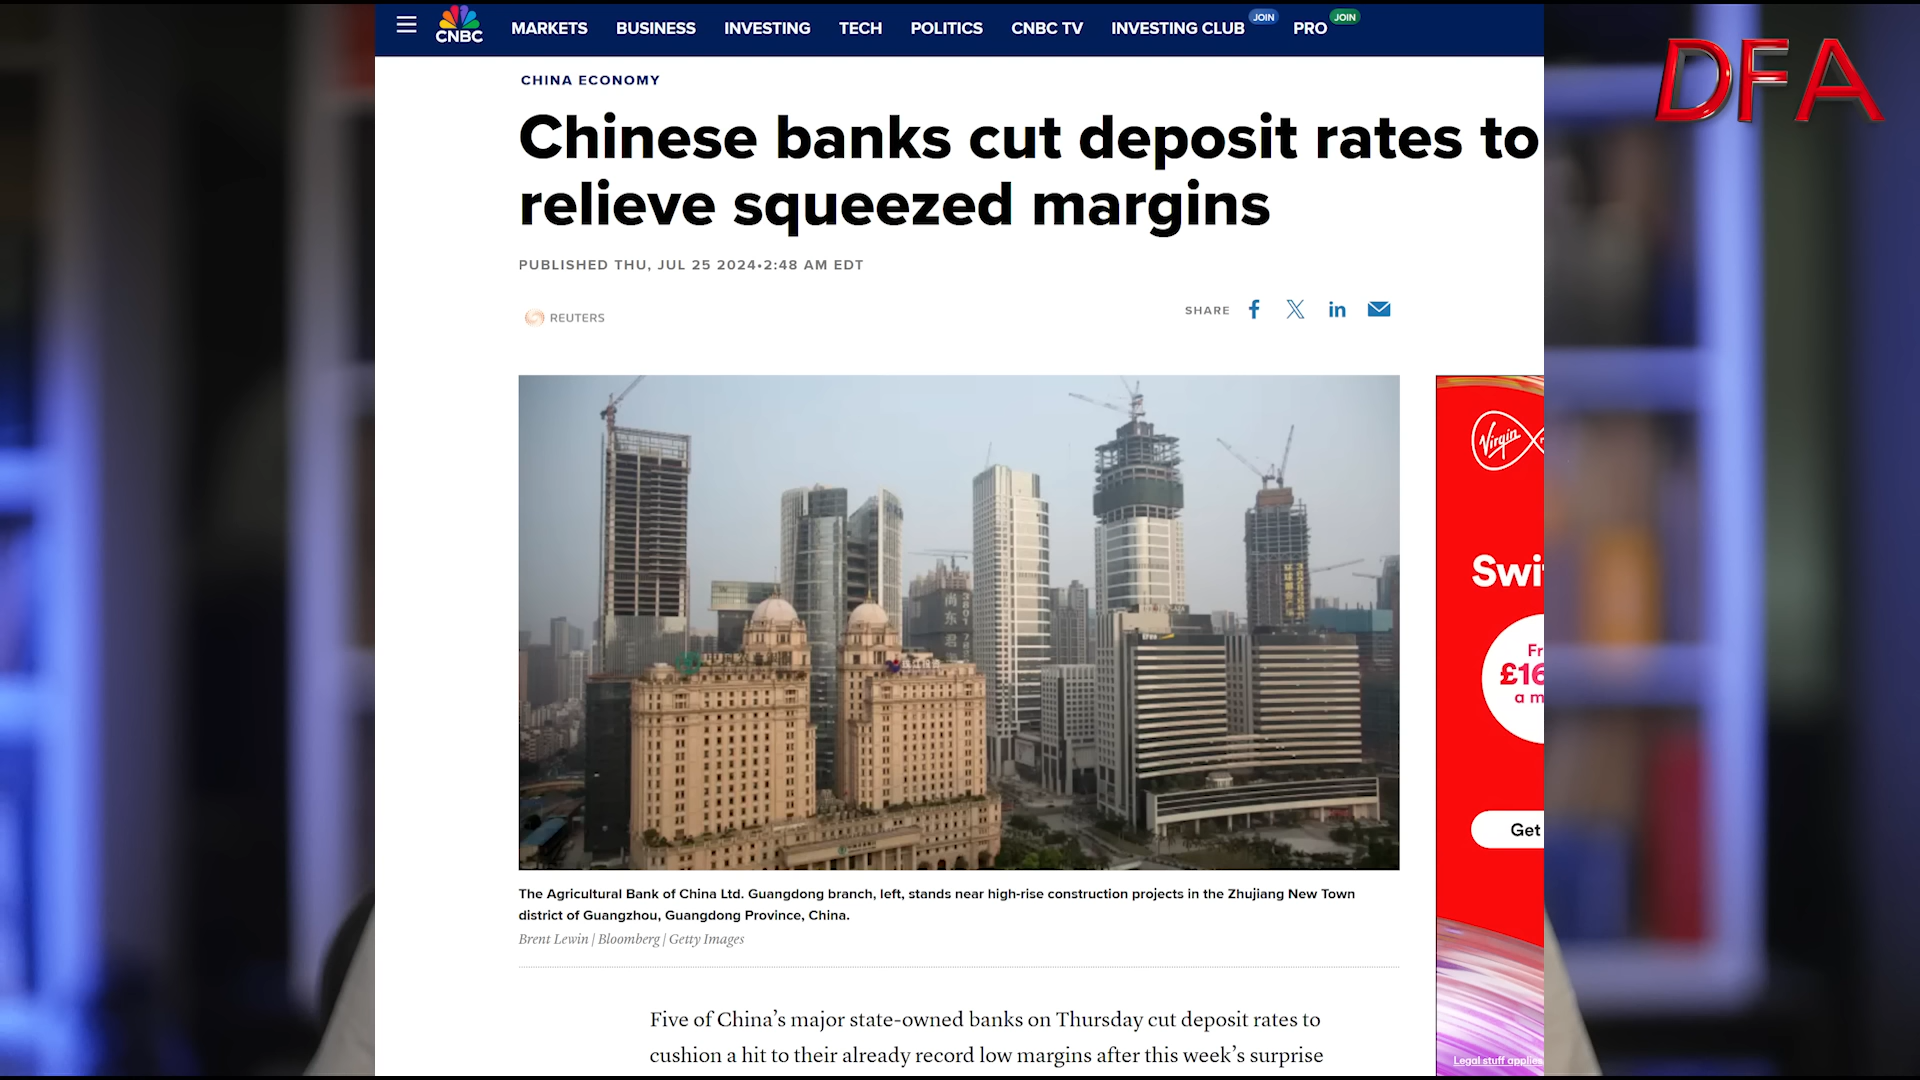 CNBC
MARKETS BUSINESS INVESTING TECH POLITICS CNBC TV INVESTING CLUB JOIN PRO JOIN
DFA
CHINA ECONOMY
Chinese banks cut deposit rates to
relieve squeezed margins
PUBLISHED THU, JUL 25 2024•2:48 AM EDT
REUTERS
SHARE f X in
Virgin
Swi
Fr
£16
a m
Get
Legal stuff applies
The Agricultural Bank of China Ltd. Guangdong branch, left, stands near high-rise construction projects in the Zhujiang New Town
district of Guangzhou, Guangdong Province, China.
Brent Lewin | Bloomberg | Getty Images
Five of China’s major state-owned banks on Thursday cut deposit rates to
cushion a hit to their already record low margins after this week’s surprise